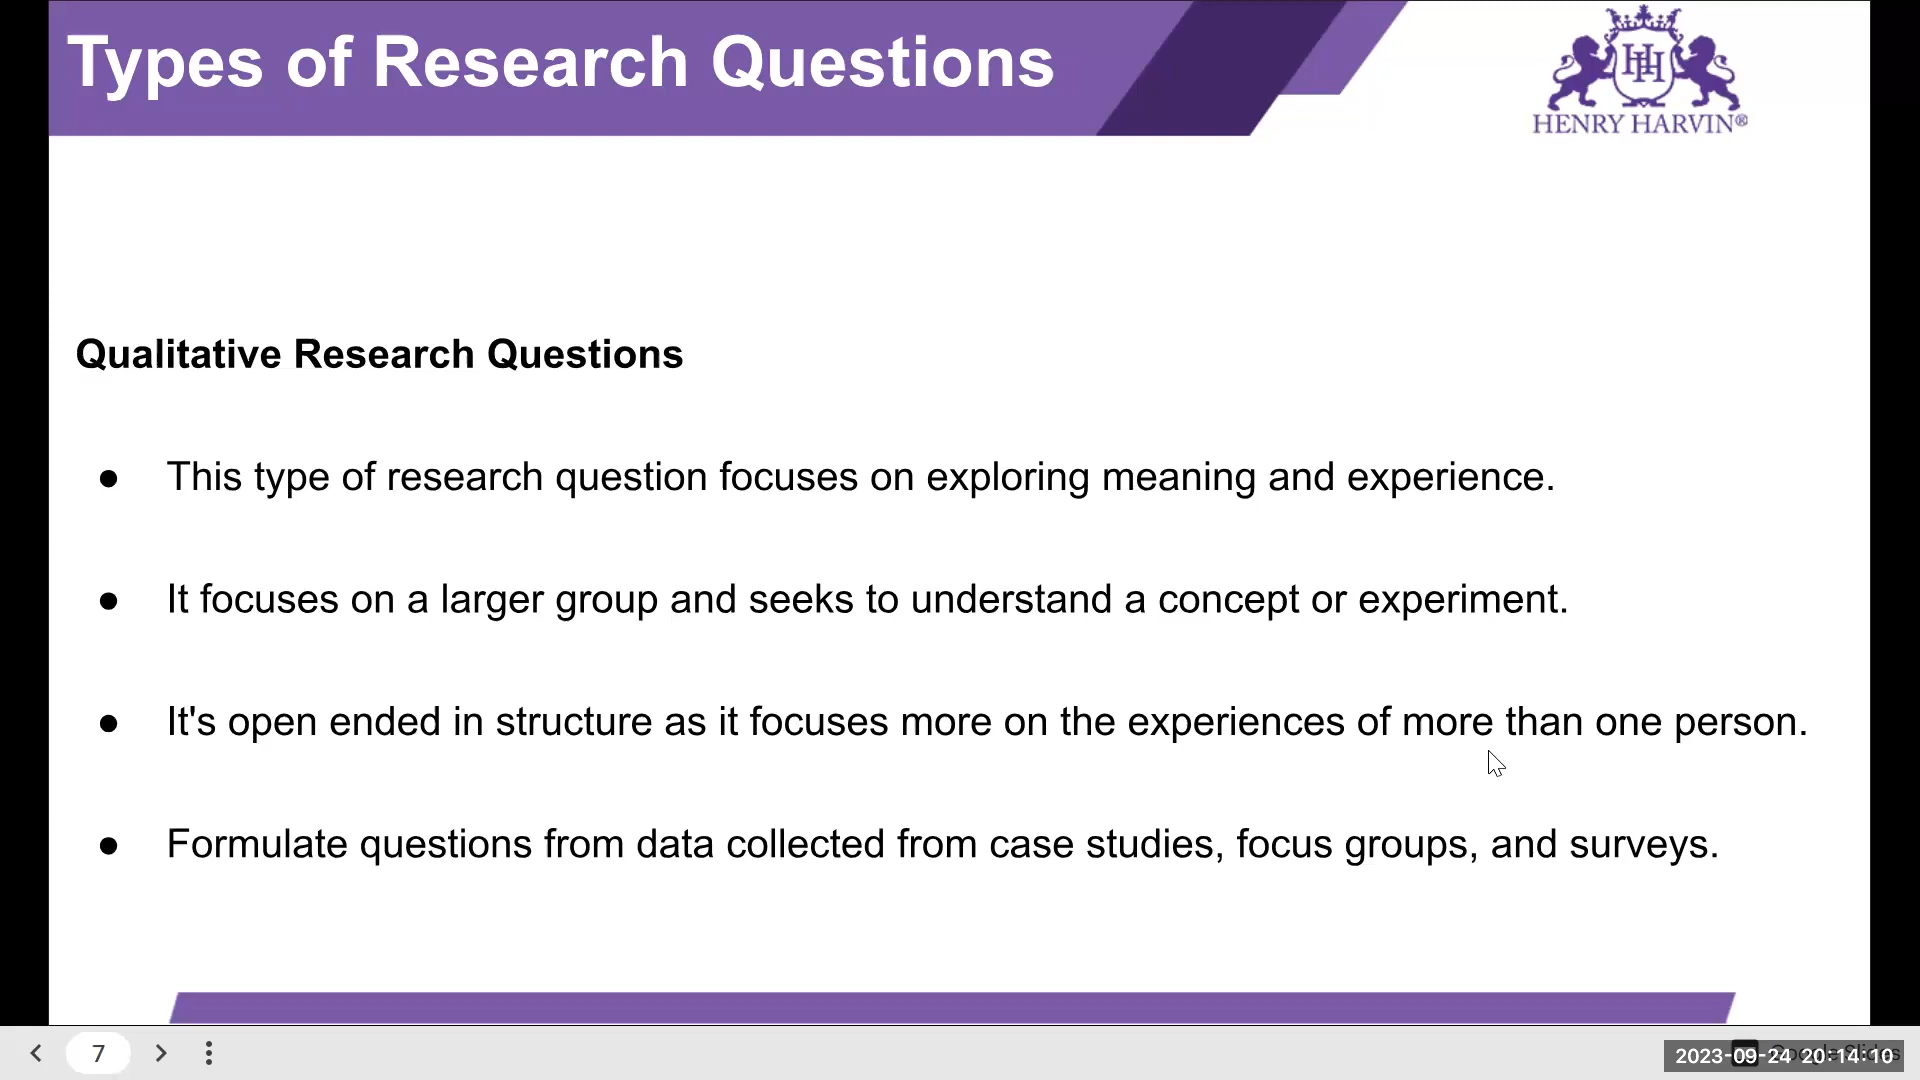 Types of Research Questions
HH
HENRY HARVIN®
Qualitative Research Questions
● This type of research question focuses on exploring meaning and experience.
● It focuses on a larger group and seeks to understand a concept or experiment.
● It's open ended in structure as it focuses more on the experiences of more than one person.
● Formulate questions from data collected from case studies, focus groups, and surveys.
7
2023-09-24 20:14:10